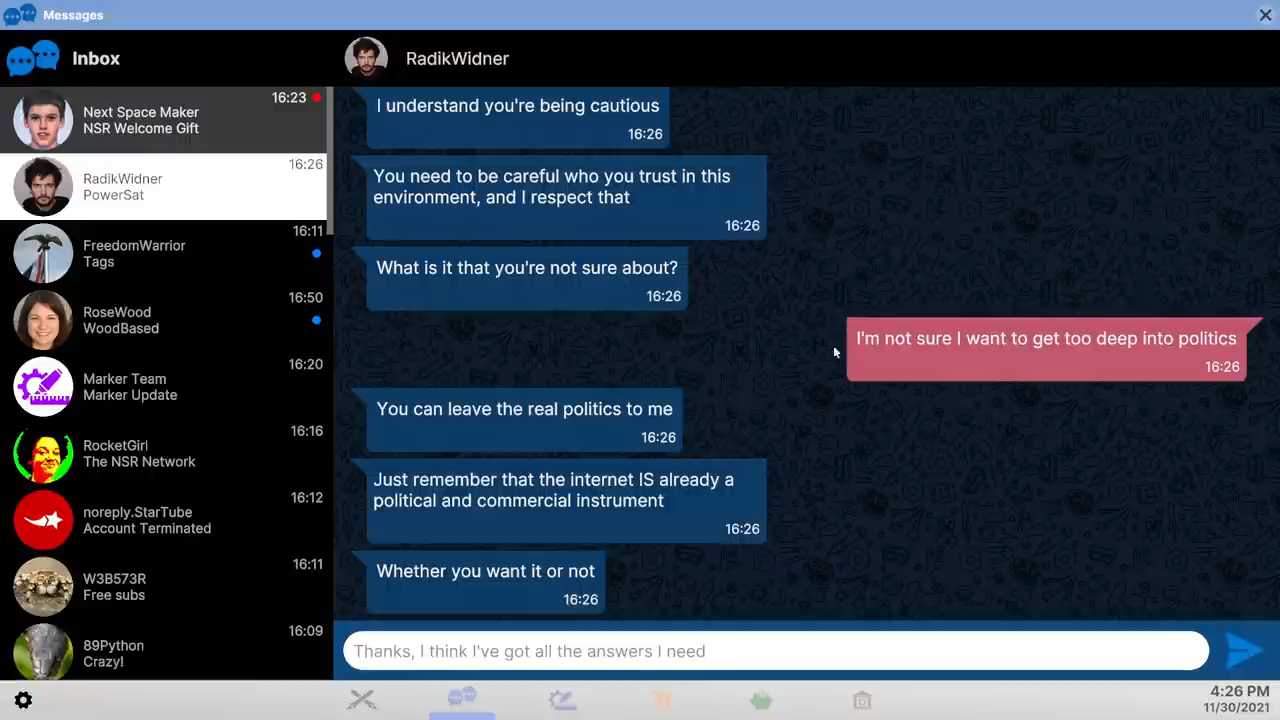 Messages
Inbox
RadikWidner
16:23
Next Space Maker
NSR Welcome Gift
16:26
RadikWidner
PowerSat
16:11
FreedomWarrior
Tags
16:50
RoseWood
WoodBased
16:20
Marker Team
Marker Update
16:16
RocketGirl
The NSR Network
16:12
noreply.StarTube
Account Terminated
16:11
W3B573R
Free subs
16:09
89Python
Crazy!
I understand you're being cautious
16:26
You need to be careful who you trust in this
environment, and I respect that
16:26
What is it that you're not sure about?
16:26
I'm not sure I want to get too deep into politics
16:26
You can leave the real politics to me
16:26
Just remember that the internet IS already a
political and commercial instrument
16:26
Whether you want it or not
16:26
Thanks, I think I've got all the answers I need
4:26 PM
11/30/2021